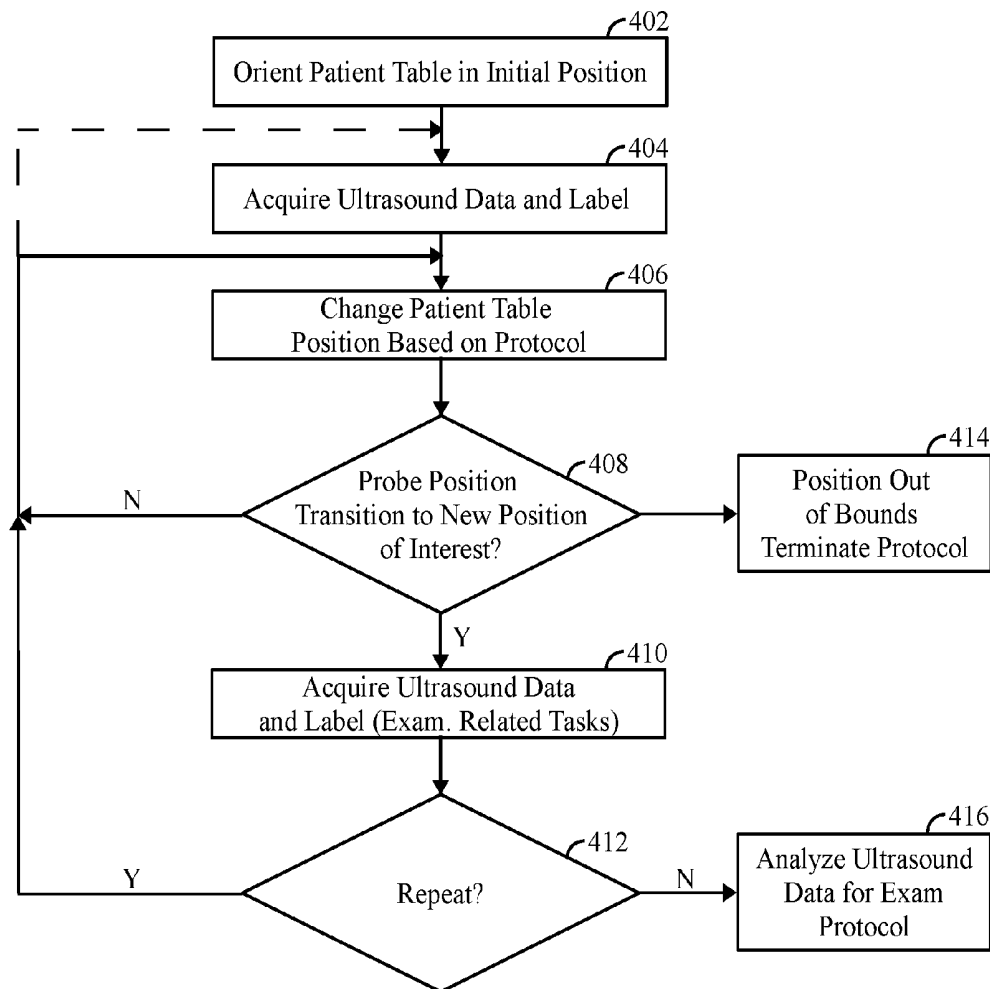 402
Orient Patient Table in Initial Position
404
Acquire Ultrasound Data and Label
406
Change Patient Table
Position Based on Protocol
408
Probe Position
Transition to New Position
of Interest?
N
414
Position Out
of Bounds
Terminate Protocol
Y
410
Acquire Ultrasound Data
and Label (Exam. Related Tasks)
412
Repeat?
Y
N
416
Analyze Ultrasound
Data for Exam
Protocol